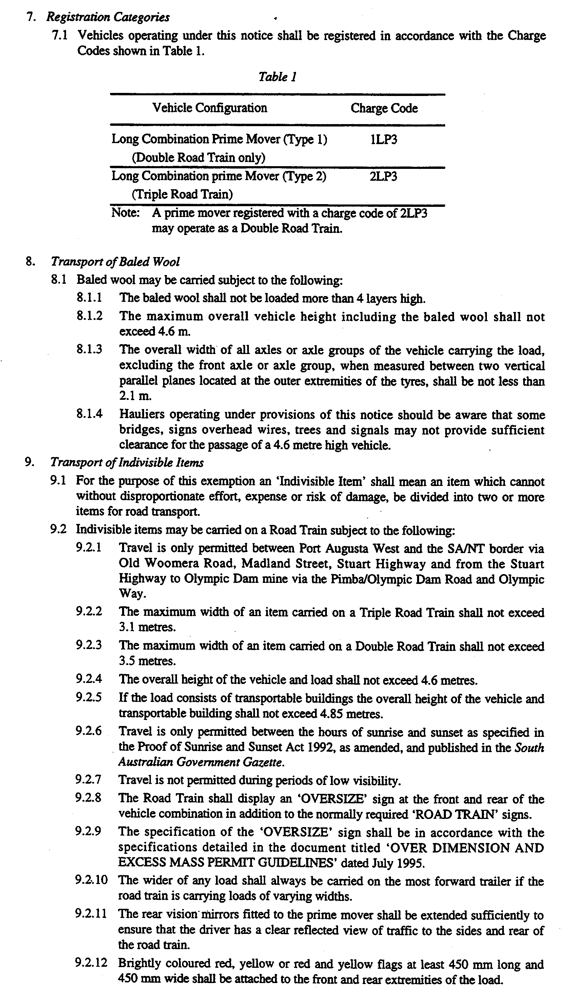 7. Registration Categories
7.1 Vehicles operating under this notice shall be registered in accordance with the Charge
Codes shown in Table 1.
Table 1
Vehicle Configuration Charge Code
Long Combination Prime Mover (Type 1) 1LP3
(Double Road Train only)
Long Combination prime Mover (Type 2) 2LP3
(Triple Road Train)
Note: A prime mover registered with a charge code of 2LP3
may operate as a Double Road Train.
8. Transport of Baled Wool
8.1 Baled wool may be carried subject to the following:
8.1.1 The baled wool shall not be loaded more than 4 layers high.
8.1.2 The maximum overall vehicle height including the baled wool shall not
exceed 4.6 m.
8.1.3 The overall width of all axles or axle groups of the vehicle carrying the load,
excluding the front axle or axle group, when measured between two vertical
parallel planes located at the outer extremities of the tyres, shall be not less than
2.1 m.
8.1.4 Hauliers operating under provisions of this notice should be aware that some
bridges, signs overhead wires, trees and signals may not provide sufficient
clearance for the passage of a 4.6 metre high vehicle.
9. Transport of Indivisible Items
9.1 For the purpose of this exemption an ‘Indivisible Item’ shall mean an item which cannot
without disproportionate effort, expense or risk of damage, be divided into two or more
items for road transport.
9.2 Indivisible items may be carried on a Road Train subject to the following:
9.2.1 Travel is only permitted between Port Augusta West and the SA/NT border via
Old Woomera Road, Madland Street, Stuart Highway and from the Stuart
Highway to Olympic Dam mine via the Pimba/Olympic Dam Road and Olympic
Way.
9.2.2 The maximum width of an item carried on a Triple Road Train shall not exceed
3.1 metres.
9.2.3 The maximum width of an item carried on a Double Road Train shall not exceed
3.5 metres.
9.2.4 The overall height of the vehicle and load shall not exceed 4.6 metres.
9.2.5 If the load consists of transportable buildings the overall height of the vehicle and
transportable building shall not exceed 4.85 metres.
9.2.6 Travel is only permitted between the hours of sunrise and sunset as specified in
the Proof of Sunrise and Sunset Act 1992, as amended, and published in the South
Australian Government Gazette.
9.2.7 Travel is not permitted during periods of low visibility.
9.2.8 The Road Train shall display an ‘OVERSIZE’ sign at the front and rear of the
vehicle combination in addition to the normally required ‘ROAD TRAIN’ signs.
9.2.9 The specification of the ‘OVERSIZE’ sign shall be in accordance with the
specifications detailed in the document titled ‘OVER DIMENSION AND
EXCESS MASS PERMIT GUIDELINES’ dated July 1995.
9.2.10 The wider of any load shall always be carried on the most forward trailer if the
road train is carrying loads of varying widths.
9.2.11 The rear vision mirrors fitted to the prime mover shall be extended sufficiently to
ensure that the driver has a clear reflected view of traffic to the sides and rear of
the road train.
9.2.12 Brightly coloured red, yellow or red and yellow flags at least 450 mm long and
450 mm wide shall be attached to the front and rear extremities of the load.